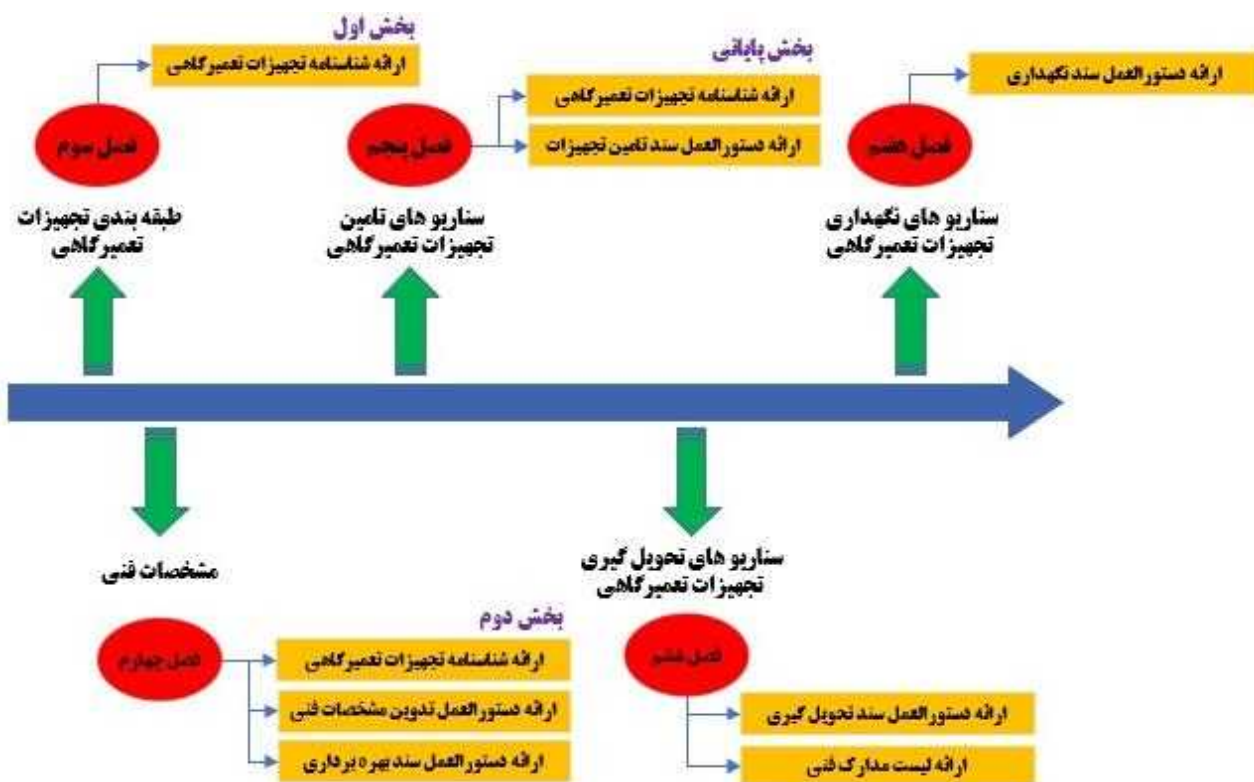 بخش اول
ارائه شناسنامه تجهیزات تعمیرگاهی
فصل سوم
طبقه بندی تجهیزات
تعمیرگاهی
بخش پایانی
ارائه شناسنامه تجهیزات تعمیرگاهی
ارائه دستورالعمل سند تامین تجهیزات
فصل پنجم
سناریو های تامین
تجهیزات تعمیرگاهی
ارائه دستورالعمل سند نگهداری
فصل هفتم
سناریو های نگهداری
تجهیزات تعمیرگاهی
مشخصات فنی
بخش دوم
فصل چهارم
ارائه شناسنامه تجهیزات تعمیرگاهی
ارائه دستورالعمل تدوین مشخصات فنی
ارائه دستورالعمل سند بهره برداری
سناریو های تحویل گیری
تجهیزات تعمیرگاهی
فصل ششم
ارائه دستورالعمل سند تحویل گیری
ارائه لیست مدارک فنی